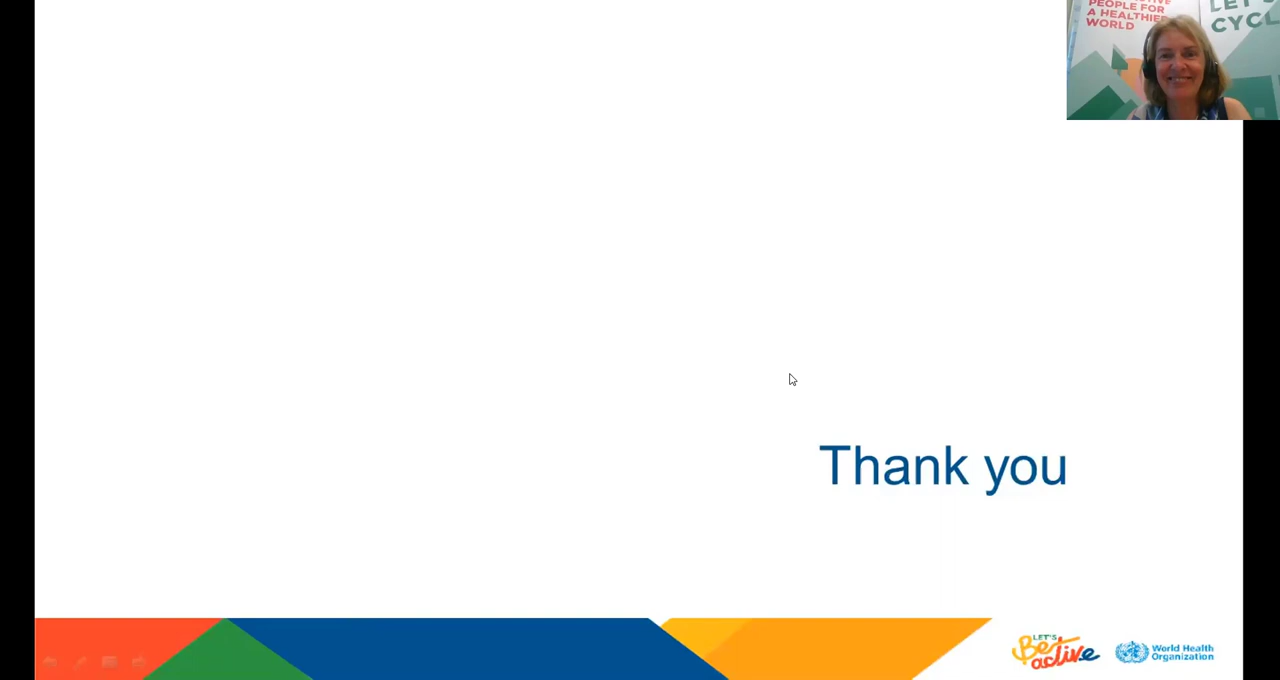 PEOPLE FOR
A HEALTHIER
WORLD
LET'S
CYCL
Thank you
LET'S
Be
active
World Health
Organization